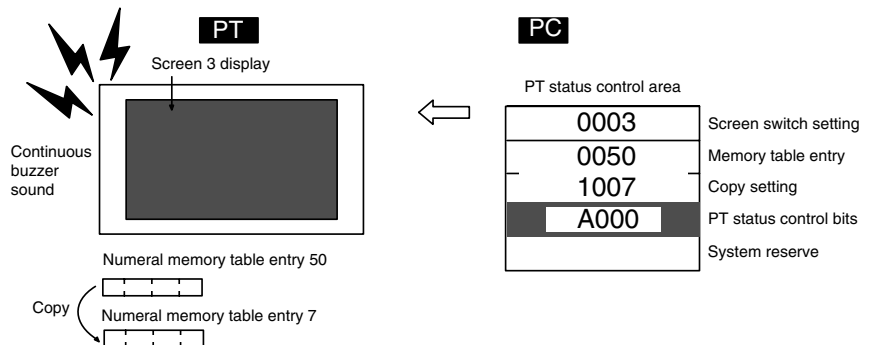 PT
Screen 3 display
Continuous
buzzer
sound
Numeral memory table entry 50
Copy
Numeral memory table entry 7
PC
PT status control area
0003 Screen switch setting
0050 Memory table entry
1007 Copy setting
A000 PT status control bits
System reserve